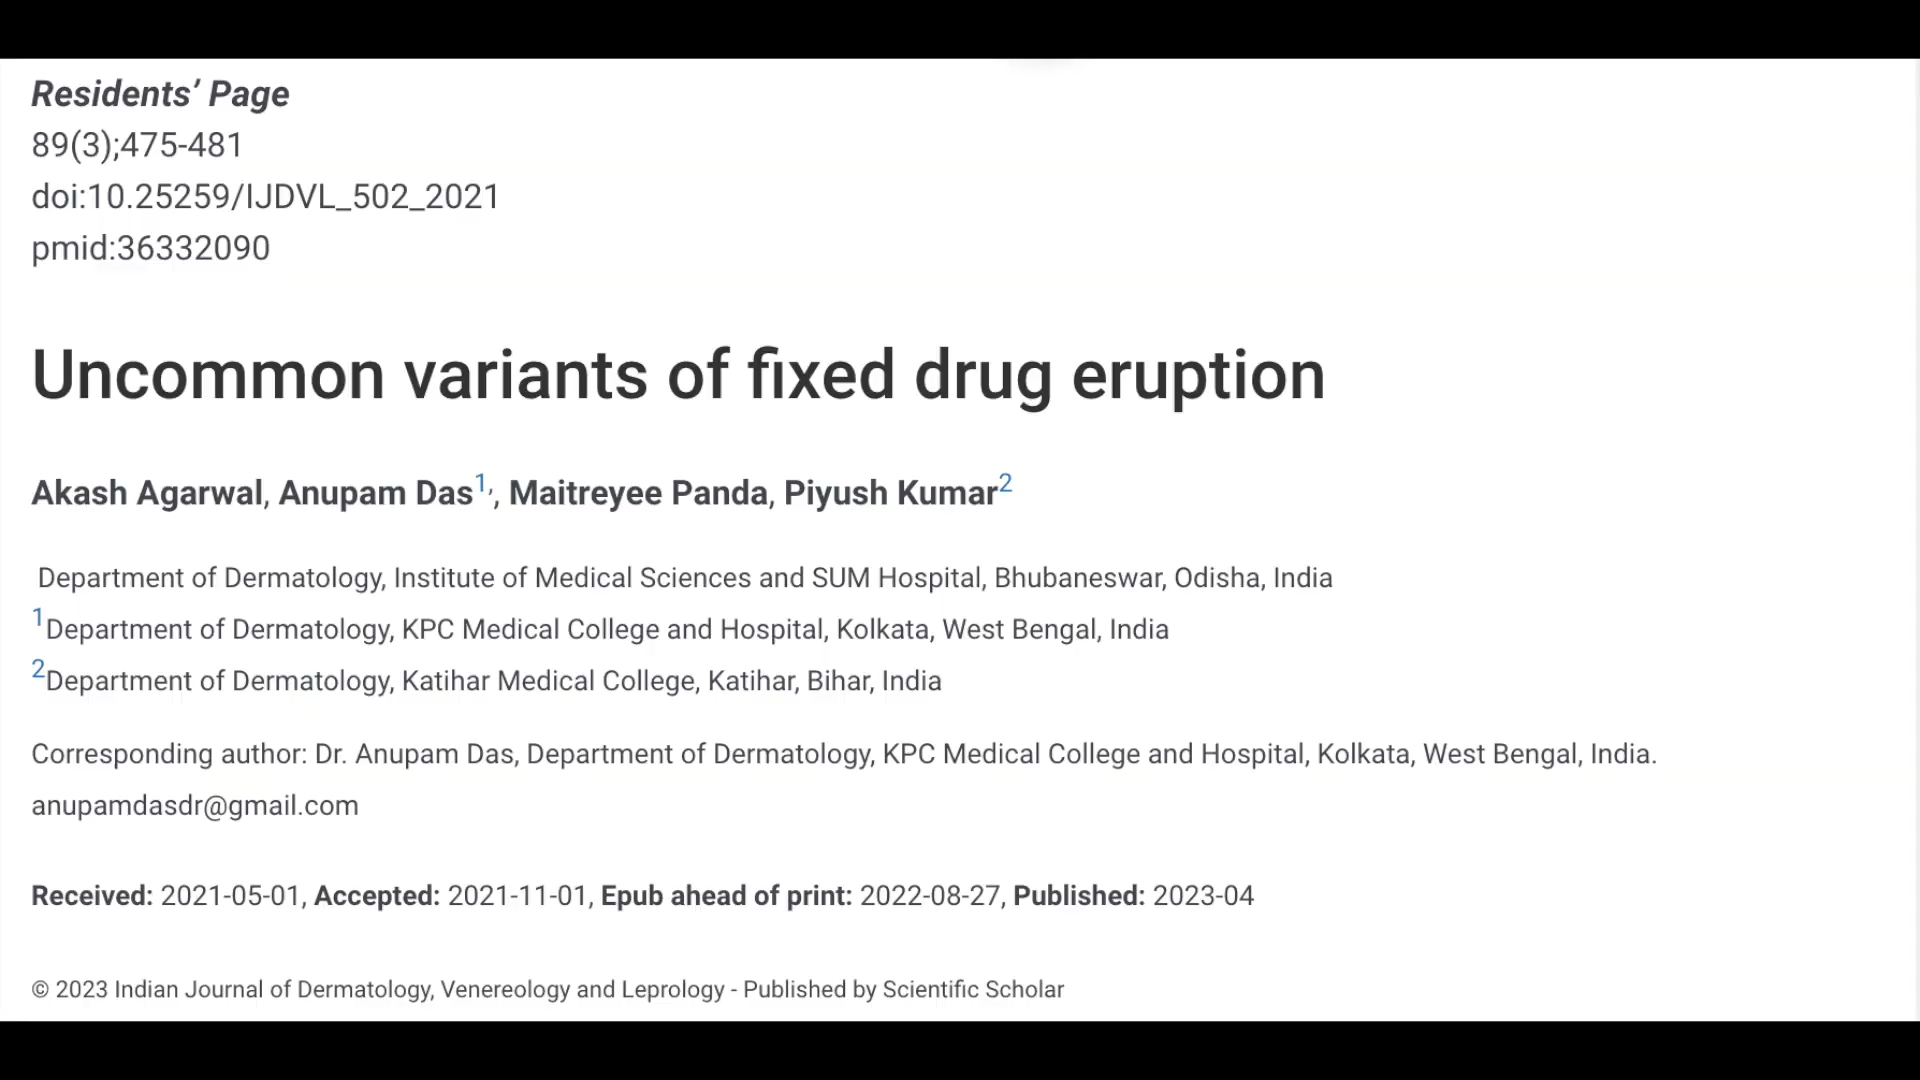 Residents’ Page
89(3);475-481
doi:10.25259/IJDVL_502_2021
pmid:36332090
Uncommon variants of fixed drug eruption
Akash Agarwal, Anupam Das1,, Maitreyee Panda, Piyush Kumar2
Department of Dermatology, Institute of Medical Sciences and SUM Hospital, Bhubaneswar, Odisha, India
1Department of Dermatology, KPC Medical College and Hospital, Kolkata, West Bengal, India
2Department of Dermatology, Katihar Medical College, Katihar, Bihar, India
Corresponding author: Dr. Anupam Das, Department of Dermatology, KPC Medical College and Hospital, Kolkata, West Bengal, India.
anupamdasdr@gmail.com
Received: 2021-05-01, Accepted: 2021-11-01, Epub ahead of print: 2022-08-27, Published: 2023-04
© 2023 Indian Journal of Dermatology, Venereology and Leprology - Published by Scientific Scholar